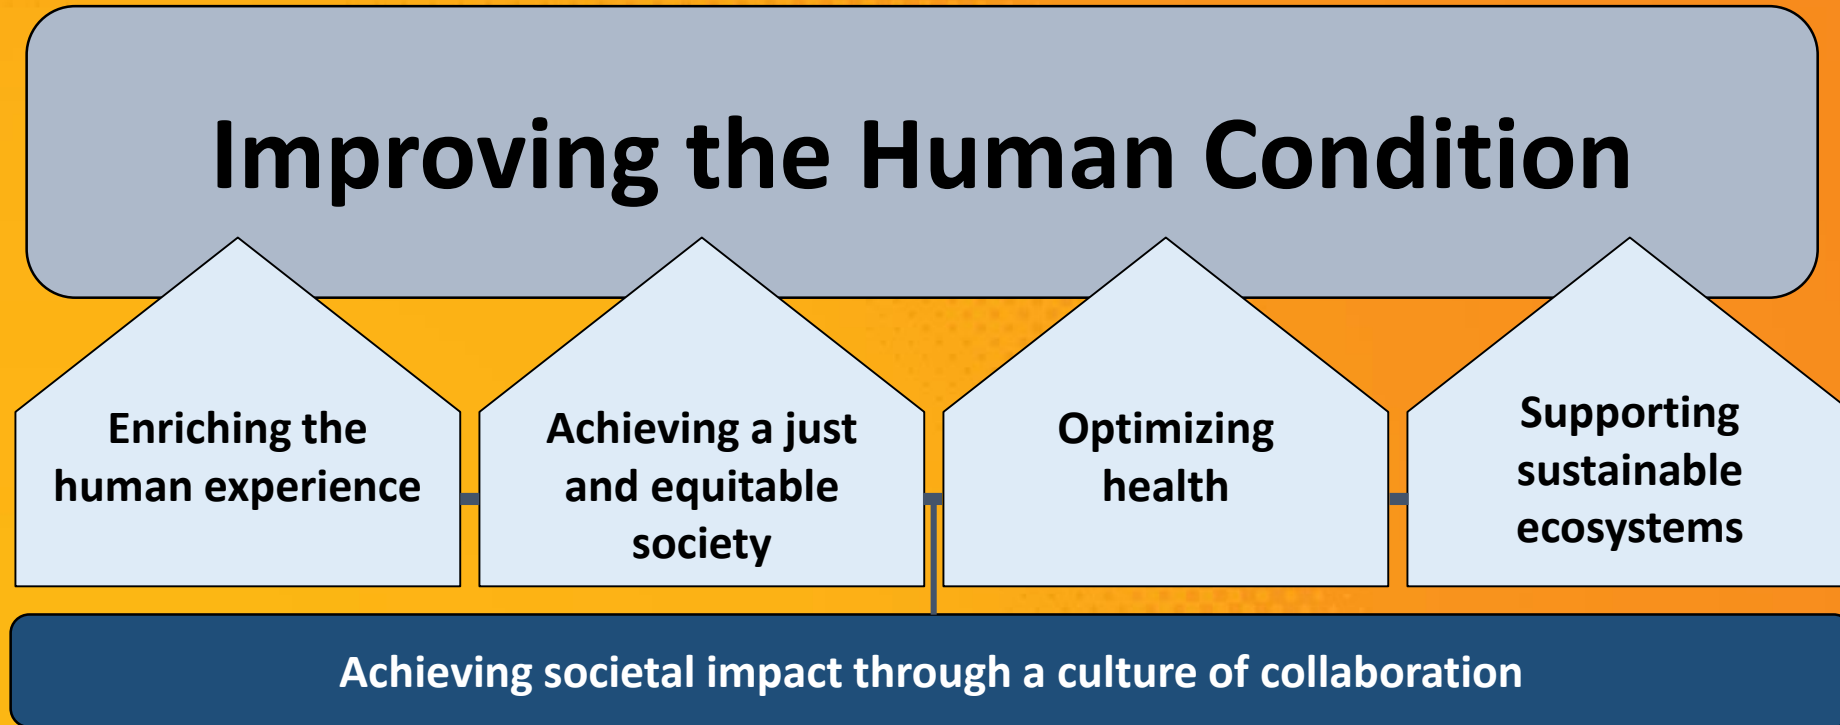 Improving the Human Condition
Enriching the
human experience
Achieving a just
and equitable
society
Optimizing
health
Supporting
sustainable
ecosystems
Achieving societal impact through a culture of collaboration